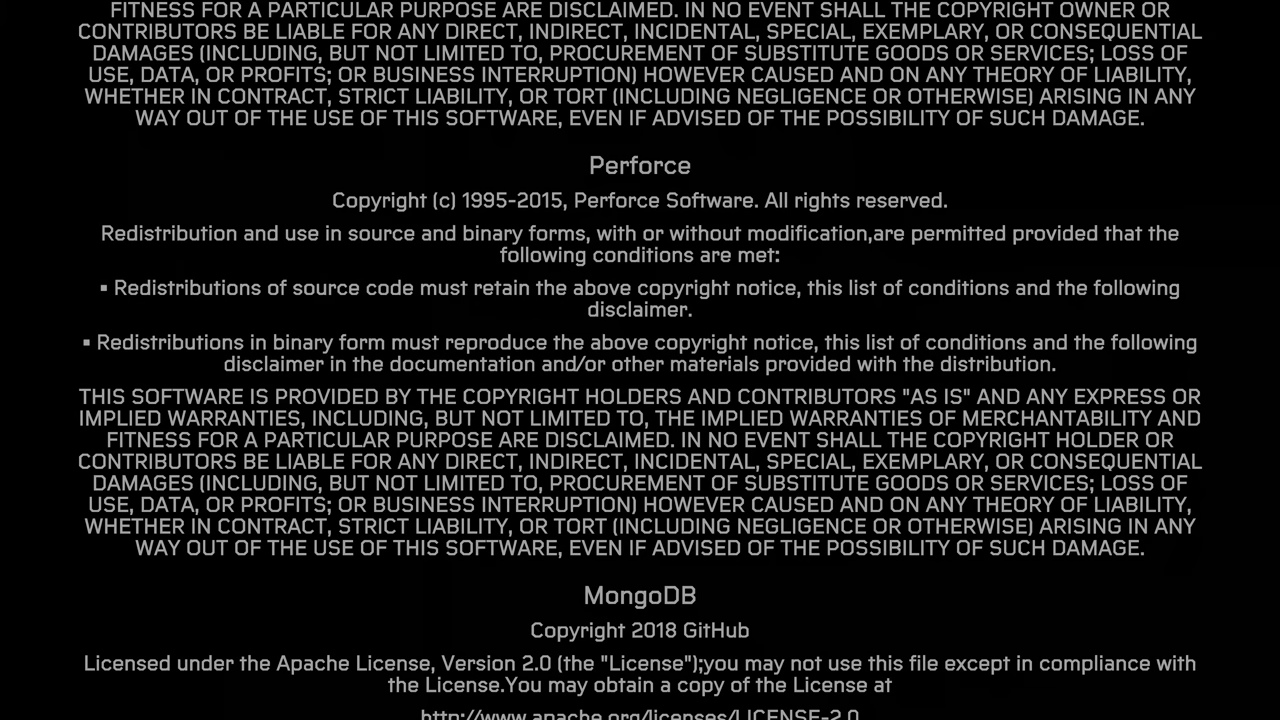 FITNESS FOR A PARTICULAR PURPOSE ARE DISCLAIMED. IN NO EVENT SHALL THE COPYRIGHT OWNER OR
CONTRIBUTORS BE LIABLE FOR ANY DIRECT, INDIRECT, INCIDENTAL, SPECIAL, EXEMPLARY, OR CONSEQUENTIAL
DAMAGES (INCLUDING, BUT NOT LIMITED TO, PROCUREMENT OF SUBSTITUTE GOODS OR SERVICES; LOSS OF
USE, DATA, OR PROFITS; OR BUSINESS INTERRUPTION) HOWEVER CAUSED AND ON ANY THEORY OF LIABILITY,
WHETHER IN CONTRACT, STRICT LIABILITY, OR TORT (INCLUDING NEGLIGENCE OR OTHERWISE) ARISING IN ANY
WAY OUT OF THE USE OF THIS SOFTWARE, EVEN IF ADVISED OF THE POSSIBILITY OF SUCH DAMAGE.
Perforce
Copyright (c) 1995-2015, Perforce Software. All rights reserved.
Redistribution and use in source and binary forms, with or without modification,are permitted provided that the
following conditions are met:
▪ Redistributions of source code must retain the above copyright notice, this list of conditions and the following
disclaimer.
▪ Redistributions in binary form must reproduce the above copyright notice, this list of conditions and the following
disclaimer in the documentation and/or other materials provided with the distribution.
THIS SOFTWARE IS PROVIDED BY THE COPYRIGHT HOLDERS AND CONTRIBUTORS "AS IS" AND ANY EXPRESS OR
IMPLIED WARRANTIES, INCLUDING, BUT NOT LIMITED TO, THE IMPLIED WARRANTIES OF MERCHANTABILITY AND
FITNESS FOR A PARTICULAR PURPOSE ARE DISCLAIMED. IN NO EVENT SHALL THE COPYRIGHT HOLDER OR
CONTRIBUTORS BE LIABLE FOR ANY DIRECT, INDIRECT, INCIDENTAL, SPECIAL, EXEMPLARY, OR CONSEQUENTIAL
DAMAGES (INCLUDING, BUT NOT LIMITED TO, PROCUREMENT OF SUBSTITUTE GOODS OR SERVICES; LOSS OF
USE, DATA, OR PROFITS; OR BUSINESS INTERRUPTION) HOWEVER CAUSED AND ON ANY THEORY OF LIABILITY,
WHETHER IN CONTRACT, STRICT LIABILITY, OR TORT (INCLUDING NEGLIGENCE OR OTHERWISE) ARISING IN ANY
WAY OUT OF THE USE OF THIS SOFTWARE, EVEN IF ADVISED OF THE POSSIBILITY OF SUCH DAMAGE.
MongoDB
Copyright 2018 GitHub
Licensed under the Apache License, Version 2.0 (the "License");you may not use this file except in compliance with
the License.You may obtain a copy of the License at
http://www.apache.org/licenses/LICENSE-2.0